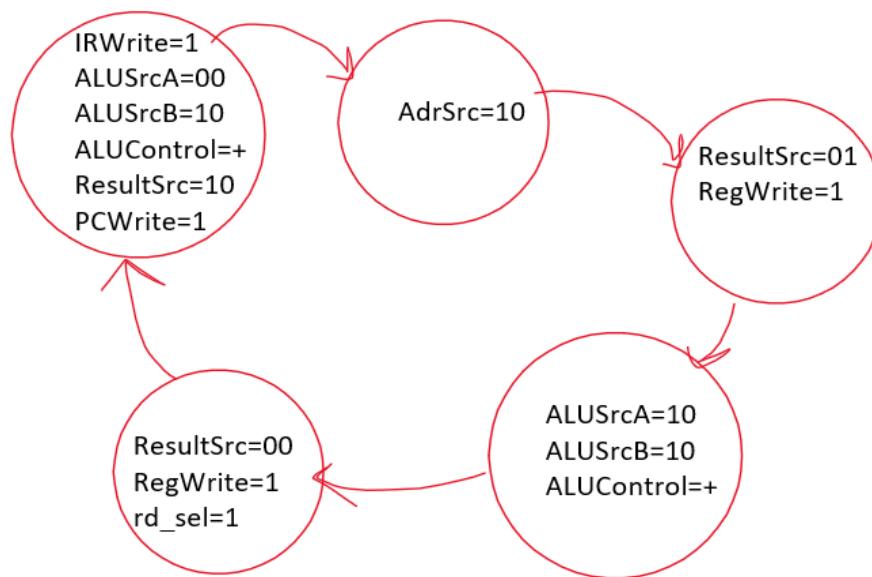 IRWrite=1
ALUSrcA=00
ALUSrcB=10
ALUControl=+
ResultSrc=10
PCWrite=1
AdrSrc=10
ResultSrc=01
RegWrite=1
ALUSrcA=10
ALUSrcB=10
ALUControl=+
ResultSrc=00
RegWrite=1
rd_sel=1